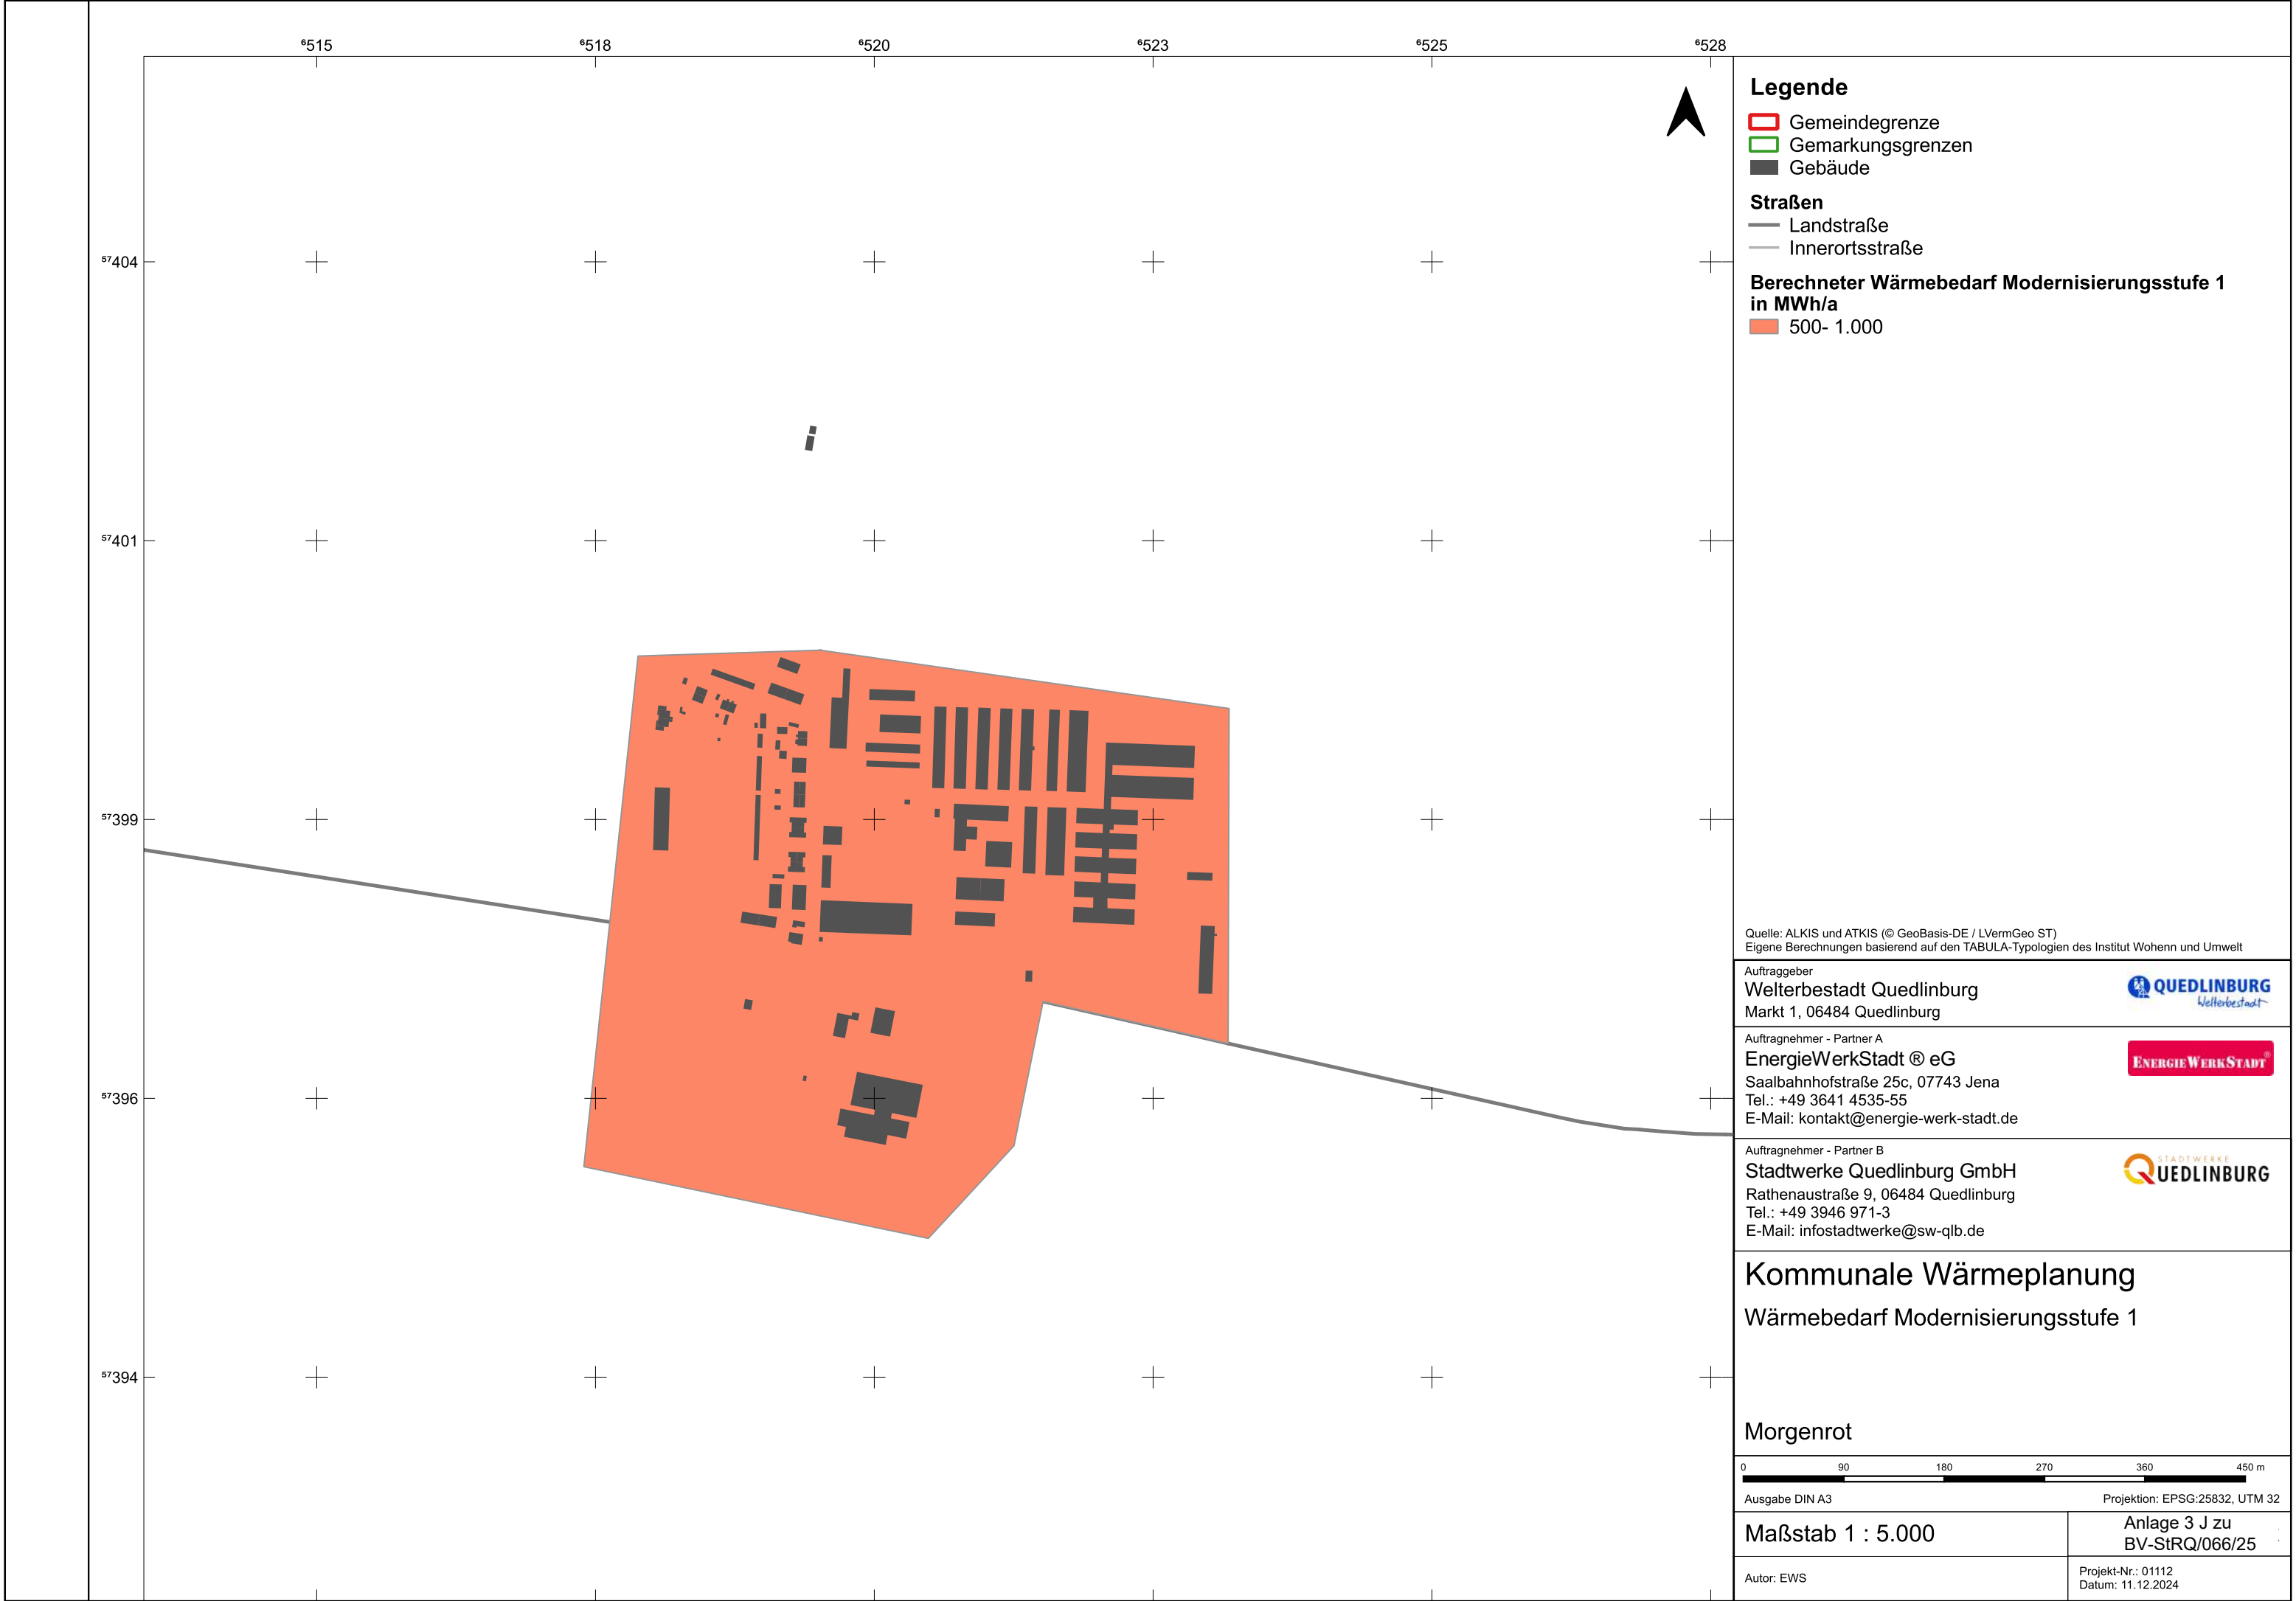 ⁶515 ⁶518 ⁶520 ⁶523 ⁶525 ⁶528
⁵⁷404
⁵⁷401
⁵⁷399
⁵⁷396
⁵⁷394
Legende
Gemeindegrenze
Gemarkungsgrenzen
Gebäude
Straßen
Landstraße
Innerortsstraße
Berechneter Wärmebedarf Modernisierungsstufe 1
in MWh/a
500- 1.000
Quelle: ALKIS und ATKIS (© GeoBasis-DE / LVermGeo ST)
Eigene Berechnungen basierend auf den TABULA-Typologien des Institut Wohenn und Umwelt
Auftraggeber
Welterbestadt Quedlinburg
Markt 1, 06484 Quedlinburg
QUEDLINBURG
Welterbestadt
Auftragnehmer - Partner A
EnergieWerkStadt ® eG
Saalbahnhofstraße 25c, 07743 Jena
Tel.: +49 3641 4535-55
E-Mail: kontakt@energie-werk-stadt.de
ENERGIEWERKSTADT®
Auftragnehmer - Partner B
Stadtwerke Quedlinburg GmbH
Rathenaustraße 9, 06484 Quedlinburg
Tel.: +49 3946 971-3
E-Mail: infostadtwerke@sw-qlb.de
STADTWERKE
QUEDLINBURG
Kommunale Wärmeplanung
Wärmebedarf Modernisierungsstufe 1
Morgenrot
0 90 180 270 360 450 m
Ausgabe DIN A3 Projektion: EPSG:25832, UTM 32
Maßstab 1 : 5.000
Anlage 3 J zu
BV-StRQ/066/25
Autor: EWS
Projekt-Nr.: 01112
Datum: 11.12.2024